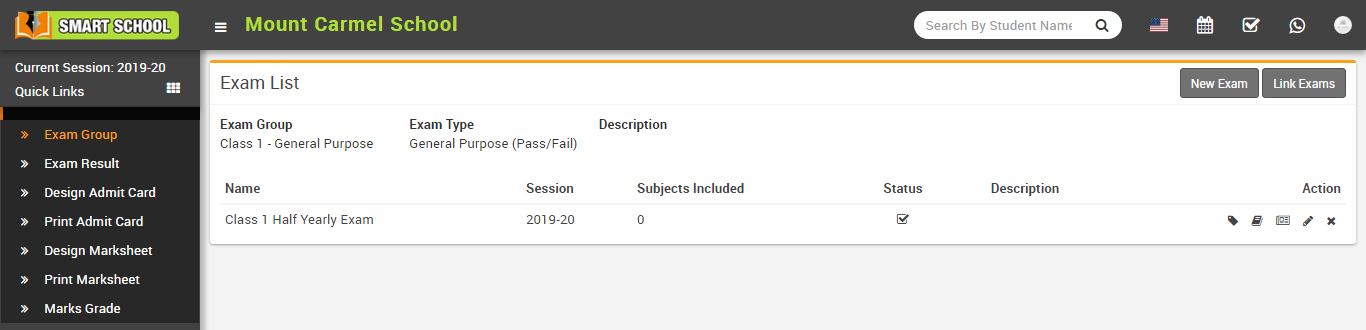 SMART SCHOOL
Mount Carmel School
Search By Student Name
Current Session: 2019-20
Quick Links
Exam Group
Exam Result
Design Admit Card
Print Admit Card
Design Marksheet
Print Marksheet
Marks Grade
Exam List
New Exam
Link Exams
Exam Group Exam Type Description
Class 1 - General Purpose General Purpose (Pass/Fail)
Name Session Subjects Included Status Description Action
Class 1 Half Yearly Exam 2019-20 0